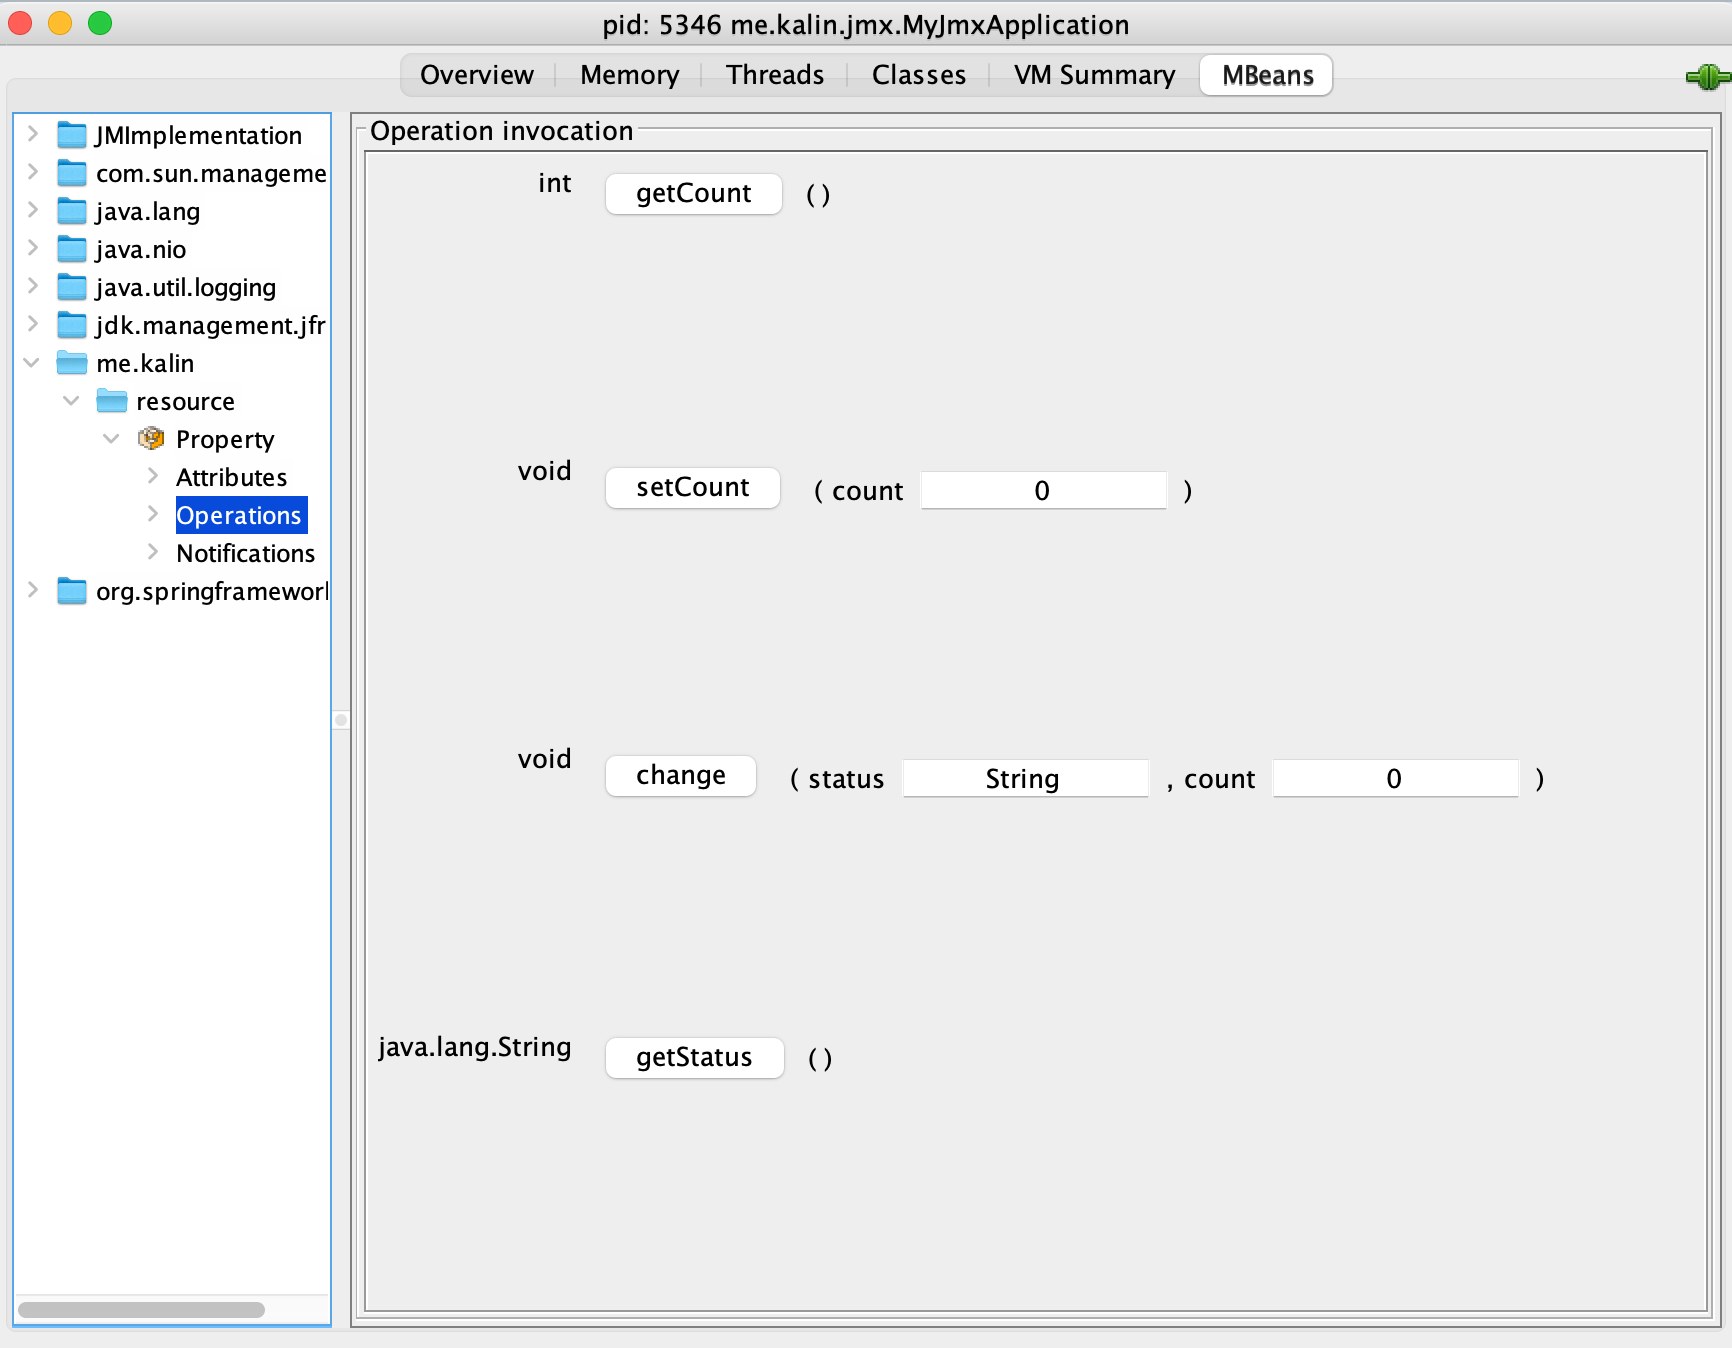 pid: 5346 me.kalin.jmx.MyJmxApplication
Overview Memory Threads Classes VM Summary MBeans
JMImplementation
com.sun.manageme
java.lang
java.nio
java.util.logging
jdk.management.jfr
me.kalin
resource
Property
Attributes
Operations
Notifications
org.springframework
Operation invocation
int getCount ( )
void setCount ( count 0 )
void change ( status String , count 0 )
java.lang.String getStatus ( )